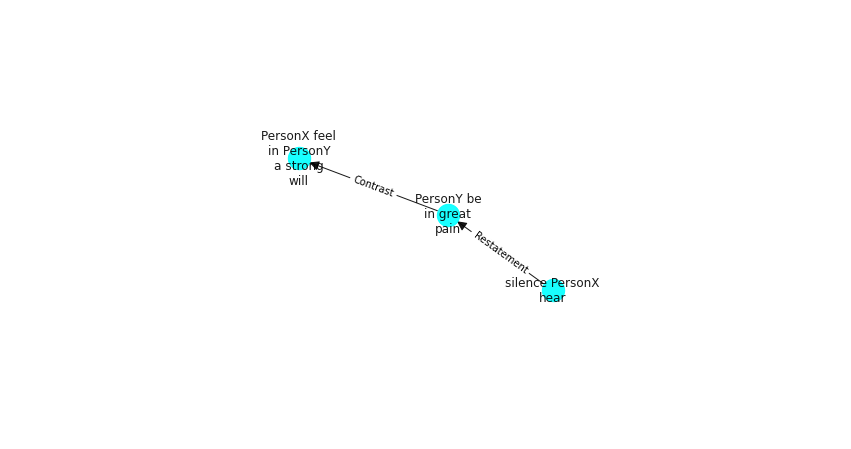 PersonX feel
in PersonY
a strong
will
Contrast
PersonY be
in great
pain
Restatement
silence PersonX
hear